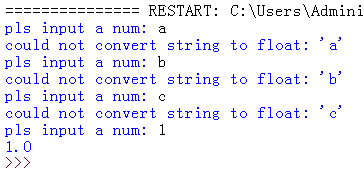 =============== RESTART: C:\Users\Admini
pls input a num: a
could not convert string to float: 'a'
pls input a num: b
could not convert string to float: 'b'
pls input a num: c
could not convert string to float: 'c'
pls input a num: 1
1.0
>>>